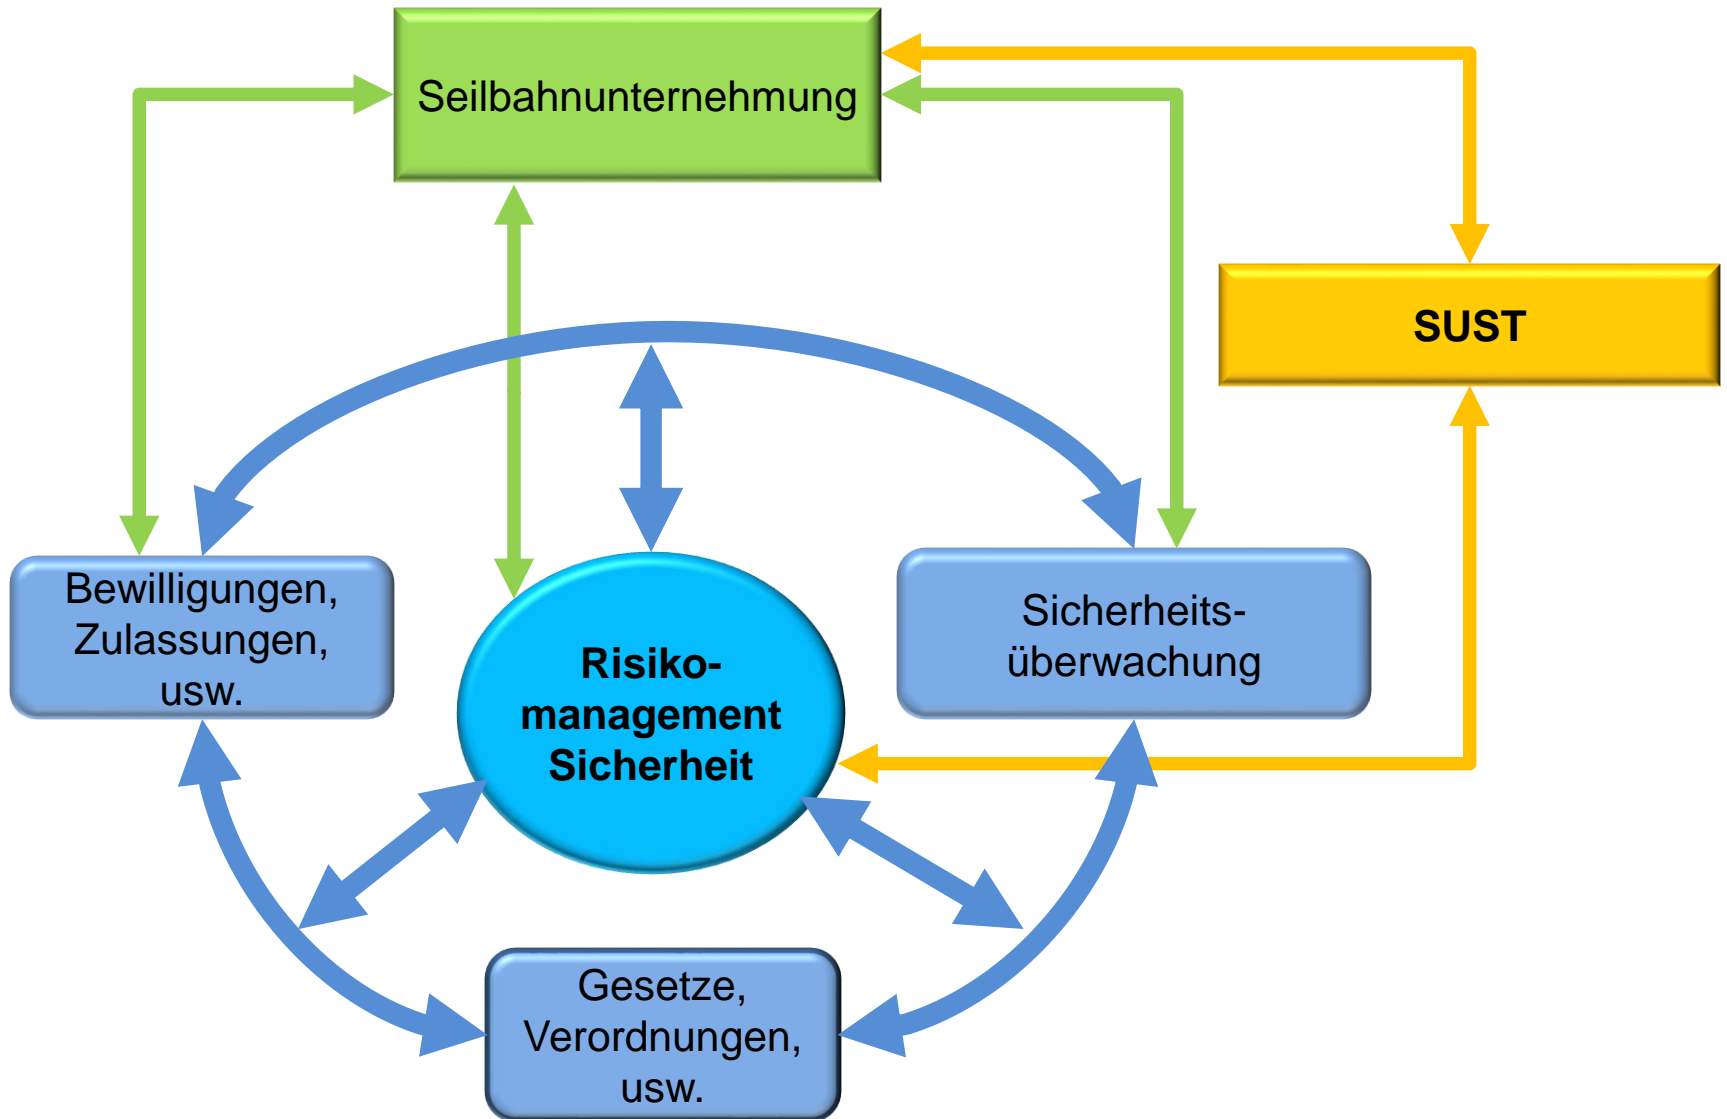 Seilbahnunternehmung
SUST
Bewilligungen,
Zulassungen,
usw.
Risiko-
management
Sicherheit
Sicherheits-
überwachung
Gesetze,
Verordnungen,
usw.